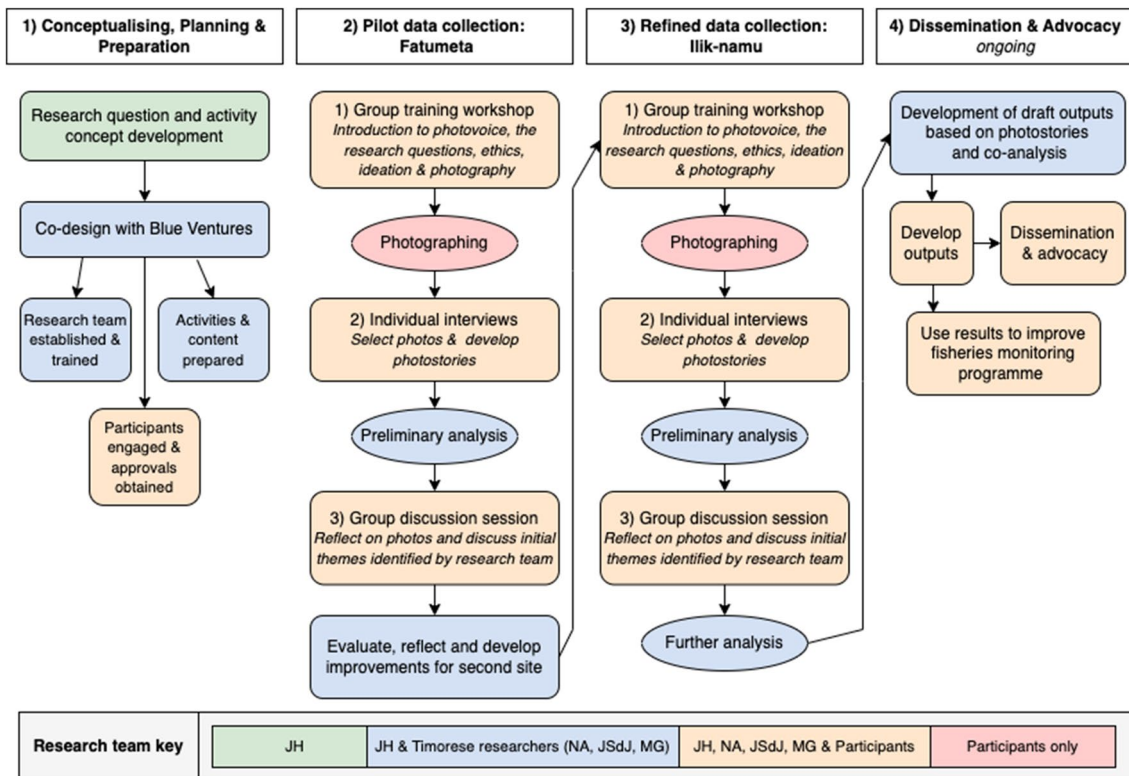 1) Conceptualising, Planning &
Preparation
Research question and activity
concept development
Co-design with Blue Ventures
Research team
established &
trained
Activities &
content
prepared
Participants
engaged &
approvals
obtained
2) Pilot data collection:
Fatumeta
1) Group training workshop
Introduction to photovoice, the
research questions, ethics,
ideation & photography
Photographing
2) Individual interviews
Select photos & develop
photostories
Preliminary analysis
3) Group discussion session
Reflect on photos and discuss initial
themes identified by research team
Evaluate, reflect and develop
improvements for second site
3) Refined data collection:
Ilik-namu
1) Group training workshop
Introduction to photovoice, the
research questions, ethics, ideation
& photography
Photographing
2) Individual interviews
Select photos & develop
photostories
Preliminary analysis
3) Group discussion session
Reflect on photos and discuss initial
themes identified by research team
Further analysis
4) Dissemination & Advocacy
ongoing
Development of draft outputs
based on photostories
and co-analysis
Develop
outputs
Dissemination
& advocacy
Use results to improve
fisheries monitoring
programme
Research team key
JH
JH & Timorese researchers (NA, JSdJ, MG)
JH, NA, JSdJ, MG & Participants
Participants only